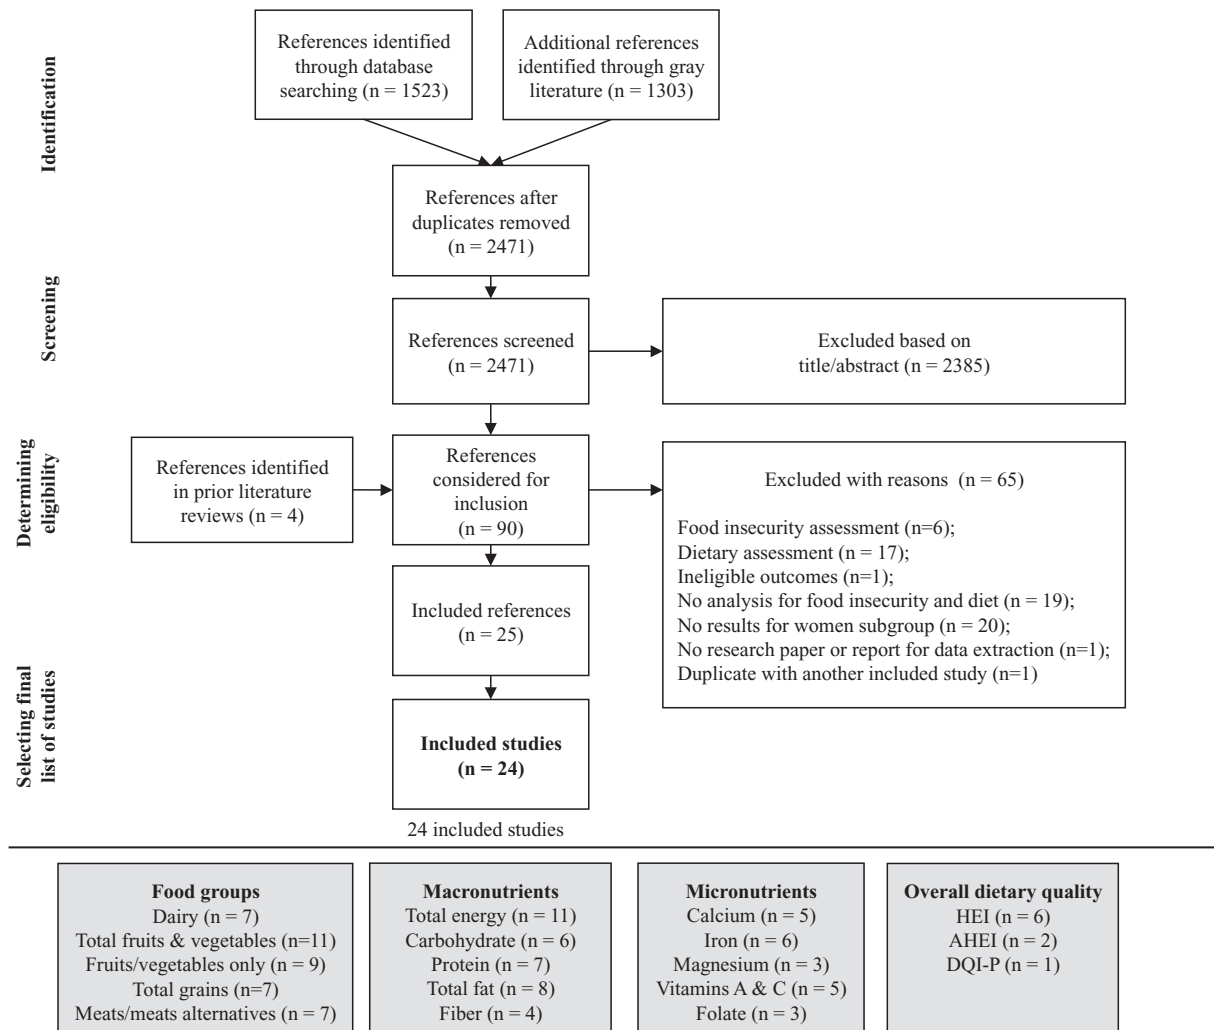 Identification
References identified
through database
searching (n = 1523)
Additional references
identified through gray
literature (n = 1303)
References after
duplicates removed
(n = 2471)
Screening
References screened
(n = 2471)
Excluded based on
title/abstract (n = 2385)
Determining
eligibility
References identified
in prior literature
reviews (n = 4)
References
considered for
inclusion
(n = 90)
Excluded with reasons (n = 65)
Food insecurity assessment (n=6);
Dietary assessment (n = 17);
Ineligible outcomes (n=1);
No analysis for food insecurity and diet (n = 19);
No results for women subgroup (n = 20);
No research paper or report for data extraction (n=1);
Duplicate with another included study (n=1)
Included references
(n = 25)
Selecting final
list of studies
Included studies
(n = 24)
24 included studies
Food groups
Dairy (n = 7)
Total fruits & vegetables (n=11)
Fruits/vegetables only (n = 9)
Total grains (n=7)
Meats/meats alternatives (n = 7)
Macronutrients
Total energy (n = 11)
Carbohydrate (n = 6)
Protein (n = 7)
Total fat (n = 8)
Fiber (n = 4)
Micronutrients
Calcium (n = 5)
Iron (n = 6)
Magnesium (n = 3)
Vitamins A & C (n = 5)
Folate (n = 3)
Overall dietary quality
HEI (n = 6)
AHEI (n = 2)
DQI-P (n = 1)